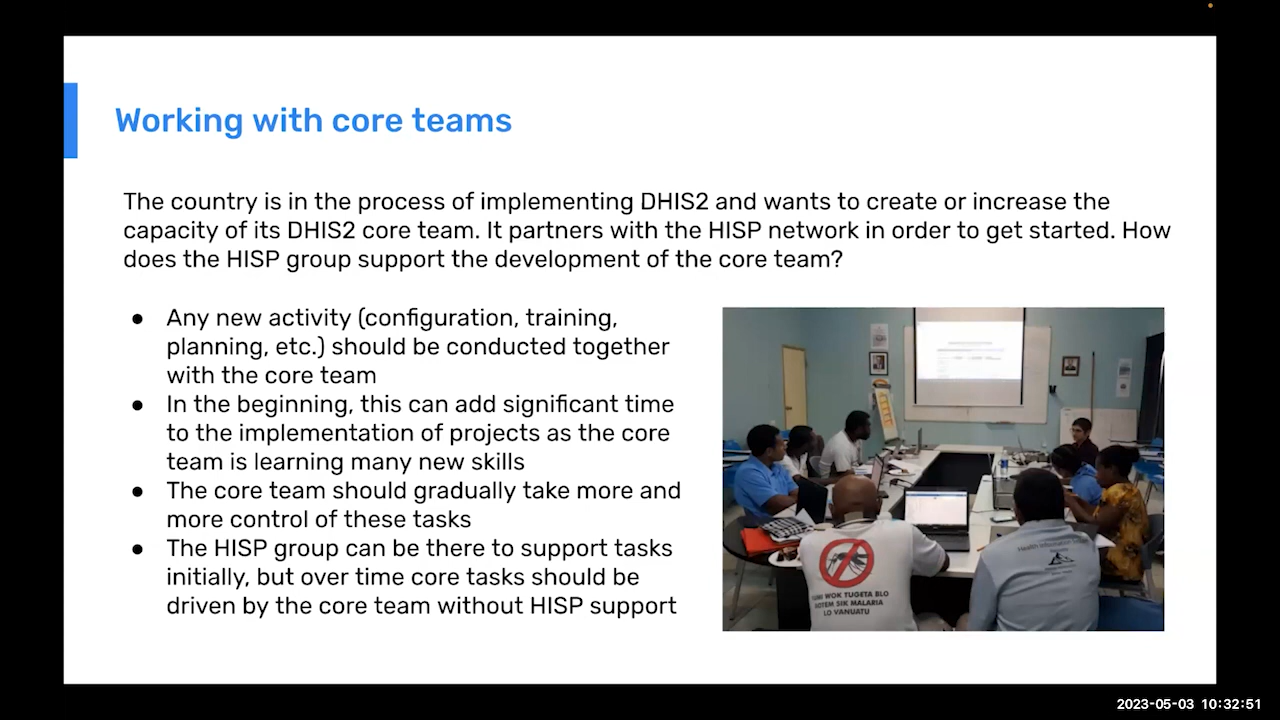 Working with core teams
The country is in the process of implementing DHIS2 and wants to create or increase the
capacity of its DHIS2 core team. It partners with the HISP network in order to get started. How
does the HISP group support the development of the core team?
● Any new activity (configuration, training,
planning, etc.) should be conducted together
with the core team
● In the beginning, this can add significant time
to the implementation of projects as the core
team is learning many new skills
● The core team should gradually take more and
more control of these tasks
● The HISP group can be there to support tasks
initially, but over time core tasks should be
driven by the core team without HISP support
WOK TUGETA BLO
SIK MALARIA
LO VANUATU
Health Information
2023-05-03 10:32:51